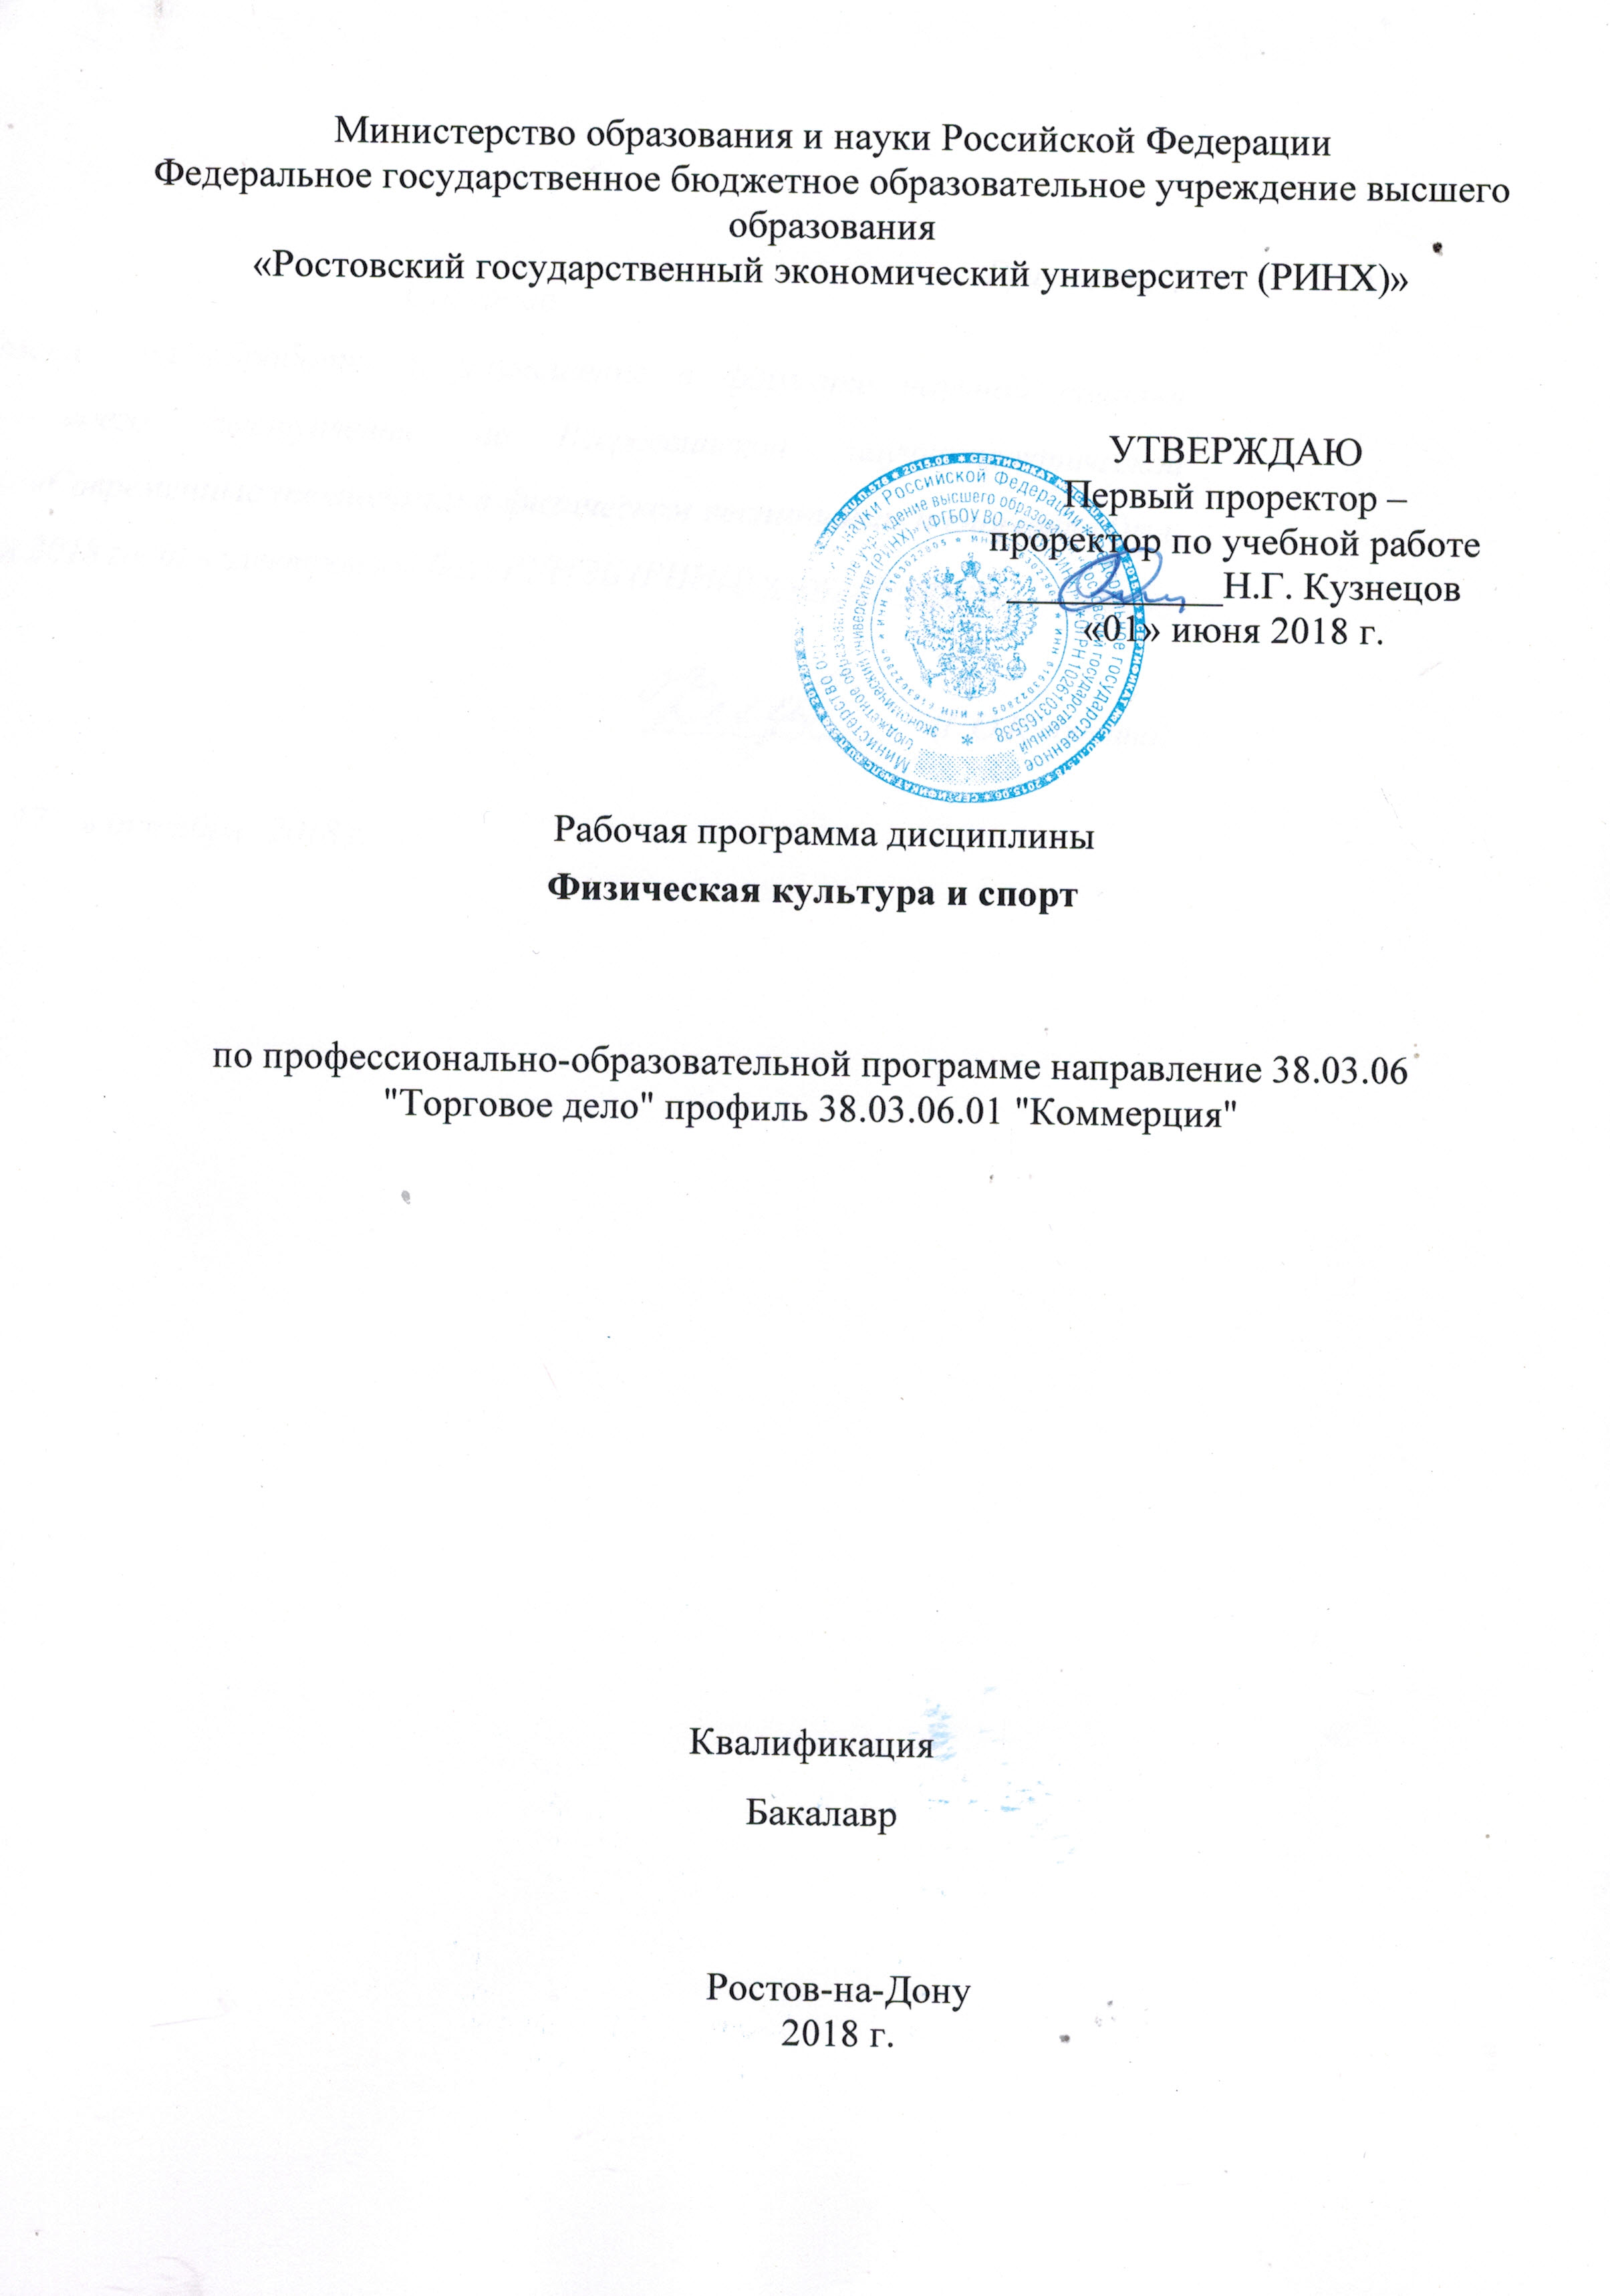 Министерство образования и науки Российской Федерации
Федеральное государственное бюджетное образовательное учреждение высшего
образования
«Ростовский государственный экономический университет (РИНХ)»
УТВЕРЖДАЮ
Первый проректор –
проректор по учебной работе
Н.Г. Кузнецов
«01» июня 2018 г.
Рабочая программа дисциплины
Физическая культура и спорт
по профессионально-образовательной программе направление 38.03.06
"Торговое дело" профиль 38.03.06.01 "Коммерция"
Квалификация
Бакалавр
Ростов-на-Дону
2018 г.